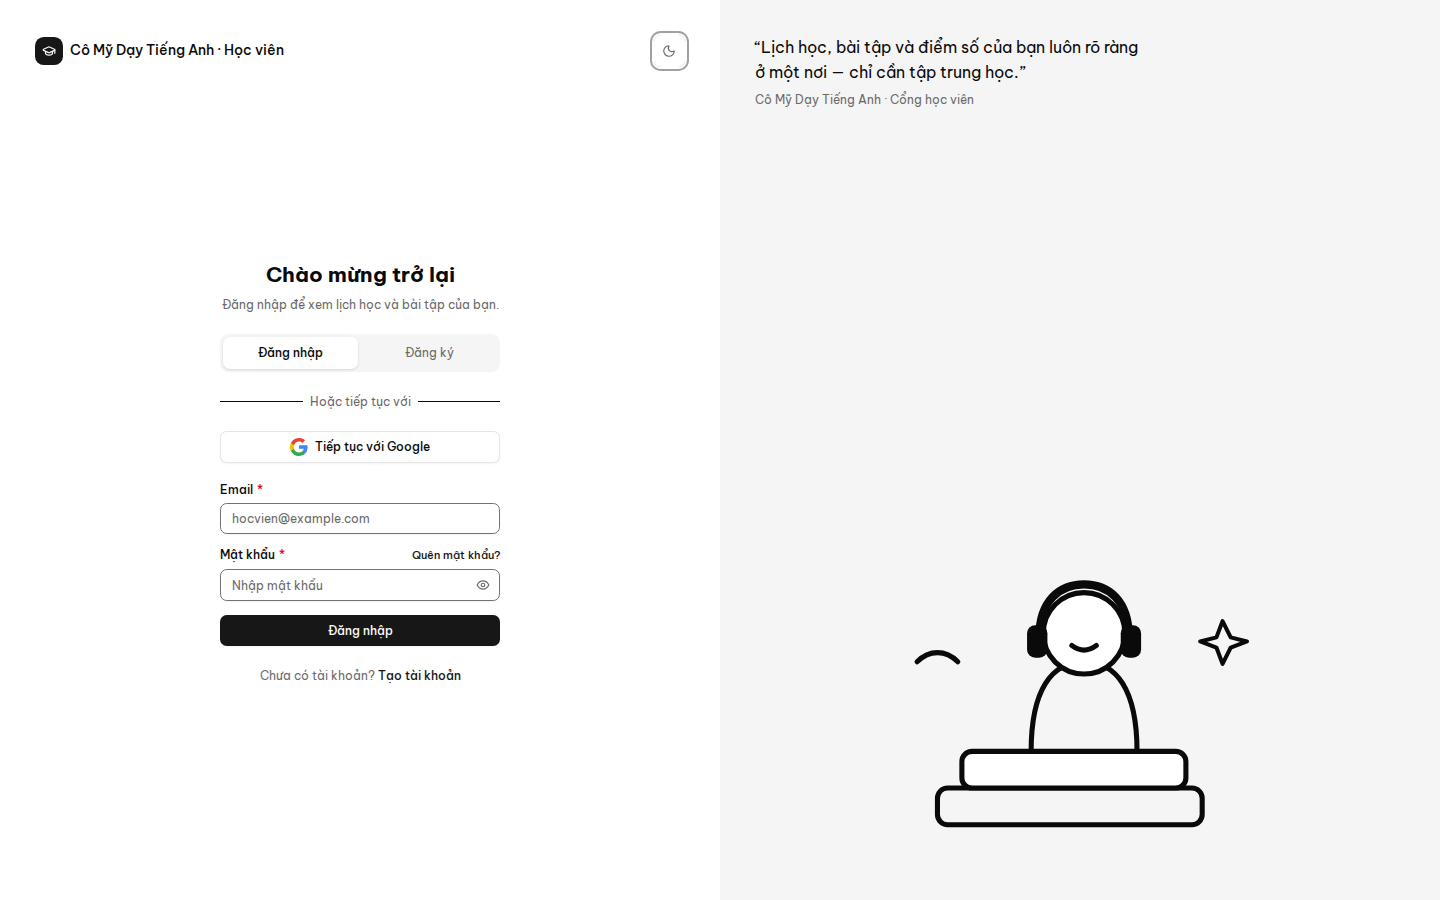 Cô Mỹ Dạy Tiếng Anh · Học viên
Chào mừng trở lại
Đăng nhập để xem lịch học và bài tập của bạn.
Đăng nhập
Đăng ký
Hoặc tiếp tục với
Tiếp tục với Google
Email *
hocvien@example.com
Mật khẩu *
Quên mật khẩu?
Nhập mật khẩu
Đăng nhập
Chưa có tài khoản? Tạo tài khoản
“Lịch học, bài tập và điểm số của bạn luôn rõ ràng
ở một nơi — chỉ cần tập trung học.”
Cô Mỹ Dạy Tiếng Anh · Cổng học viên